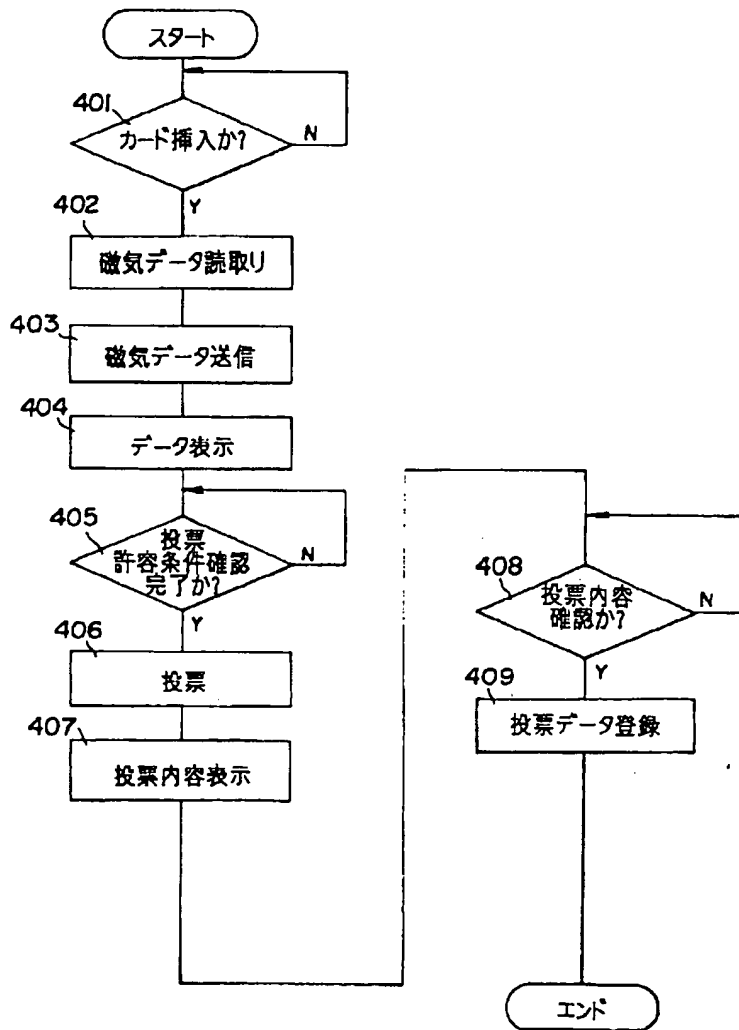 スタート
401
カード挿入か?
N
Y
402
磁気データ読取り
403
磁気データ送信
404
データ表示
405
投票
許容条件確認
完了か?
N
Y
406
投票
407
投票内容表示
408
投票内容
確認か?
N
Y
409
投票データ登録
エンド